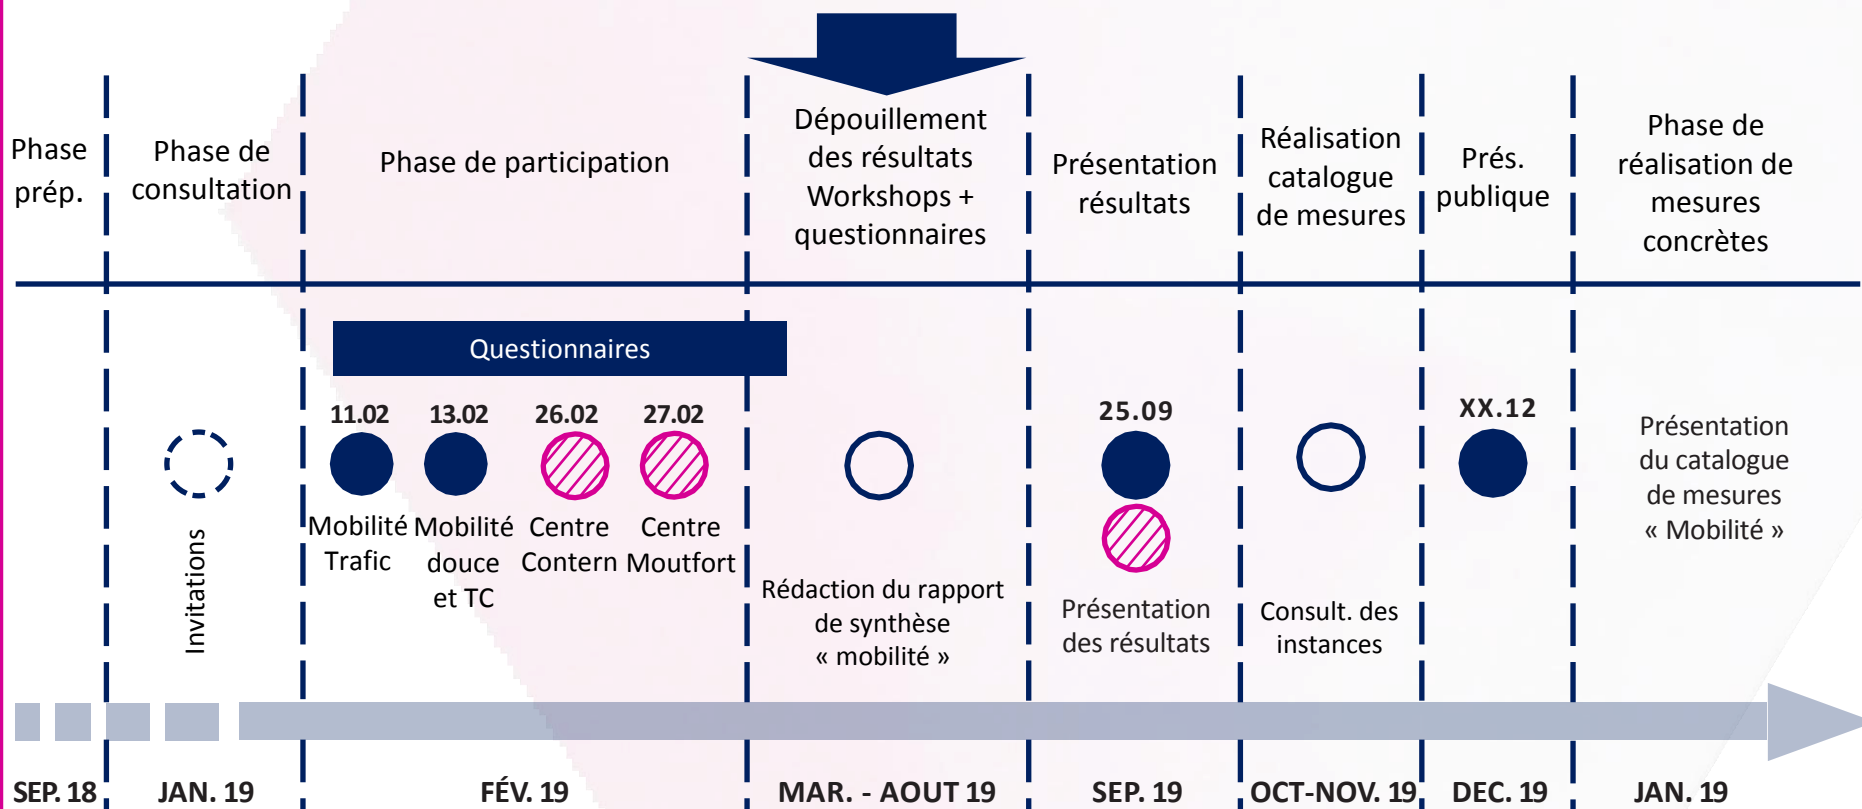 Phase
prép.
Phase de
consultation
Phase de participation
Dépouillement
des résultats
Workshops +
questionnaires
Présentation
résultats
Réalisation
catalogue
de mesures
Prés.
publique
Phase de
réalisation de
mesures
concrètes
Questionnaires
Invitations
11.02
Mobilité
Trafic
13.02
Mobilité
douce
et TC
26.02
Centre
Contern
27.02
Centre
Moutfort
Rédaction du rapport
de synthèse
« mobilité »
25.09
Présentation
des résultats
Consult. des
instances
XX.12
Présentation
du catalogue
de mesures
« Mobilité »
SEP. 18
JAN. 19
FÉV. 19
MAR. - AOUT 19
SEP. 19
OCT-NOV. 19
DEC. 19
JAN. 19